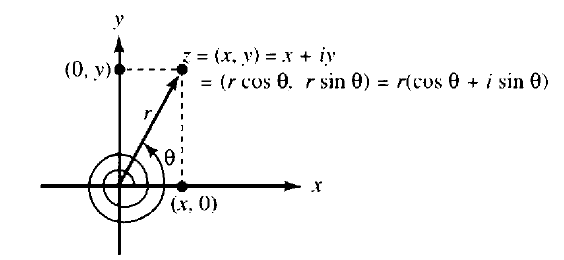 y
z = (x, y) = x + iy
(0, y)
= (r cos θ, r sin θ) = r(cos θ + i sin θ)
r
θ
x
(x, 0)